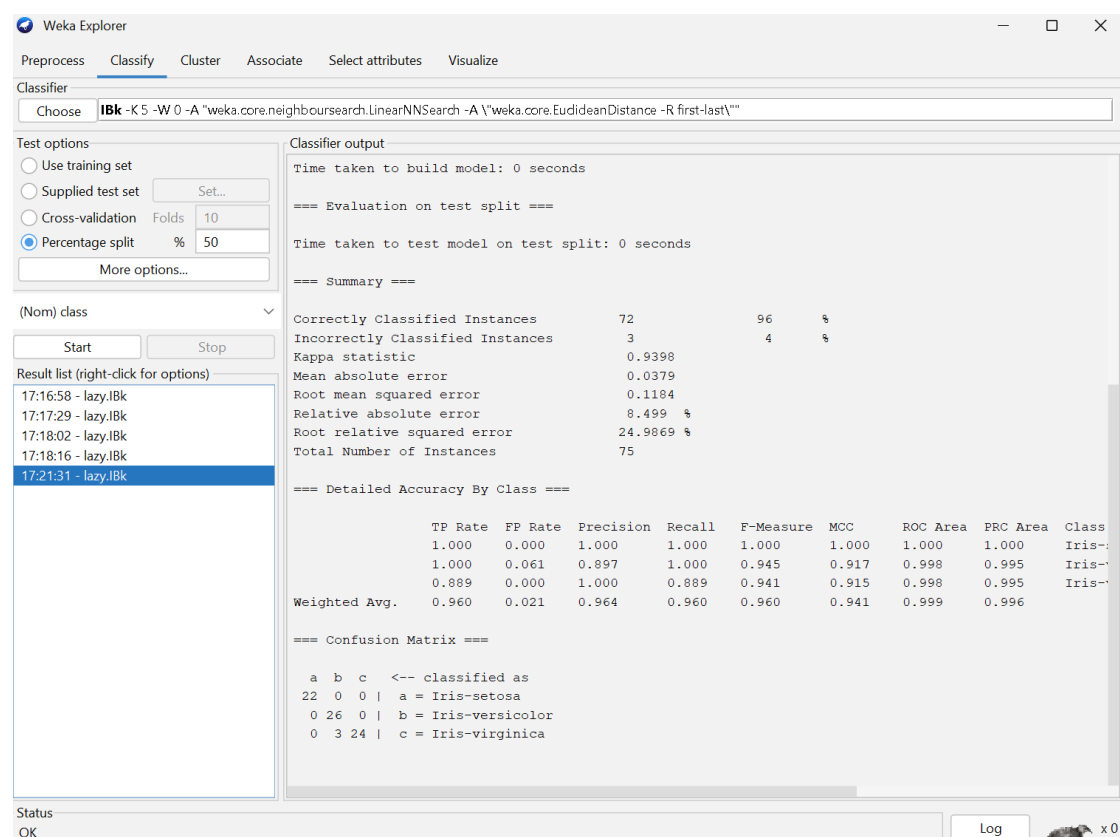 Weka Explorer
Preprocess Classify Cluster Associate Select attributes Visualize
Classifier
Choose IBk -K 5 -W 0 -A "weka.core.neighboursearch.LinearNNSearch -A \"weka.core.EuclideanDistance -R first-last\""
Test options
Use training set
Supplied test set Set...
Cross-validation Folds 10
Percentage split % 50
More options...
(Nom) class
Start Stop
Result list (right-click for options)
17:16:58 - lazy.IBk
17:17:29 - lazy.IBk
17:18:02 - lazy.IBk
17:18:16 - lazy.IBk
17:21:31 - lazy.IBk
Classifier output
Time taken to build model: 0 seconds
=== Evaluation on test split ===
Time taken to test model on test split: 0 seconds
=== Summary ===
Correctly Classified Instances 72 96 %
Incorrectly Classified Instances 3 4 %
Kappa statistic 0.9398
Mean absolute error 0.0379
Root mean squared error 0.1184
Relative absolute error 8.499 %
Root relative squared error 24.9869 %
Total Number of Instances 75
=== Detailed Accuracy By Class ===
TP Rate FP Rate Precision Recall F-Measure MCC ROC Area PRC Area Class
1.000 0.000 1.000 1.000 1.000 1.000 1.000 1.000 Iris-
1.000 0.061 0.897 1.000 0.945 0.917 0.998 0.995 Iris-
0.889 0.000 1.000 0.889 0.941 0.915 0.998 0.995 Iris-
Weighted Avg. 0.960 0.021 0.964 0.960 0.960 0.941 0.999 0.996
=== Confusion Matrix ===
a b c <-- classified as
22 0 0 | a = Iris-setosa
0 26 0 | b = Iris-versicolor
0 3 24 | c = Iris-virginica
Status
OK
Log
x 0